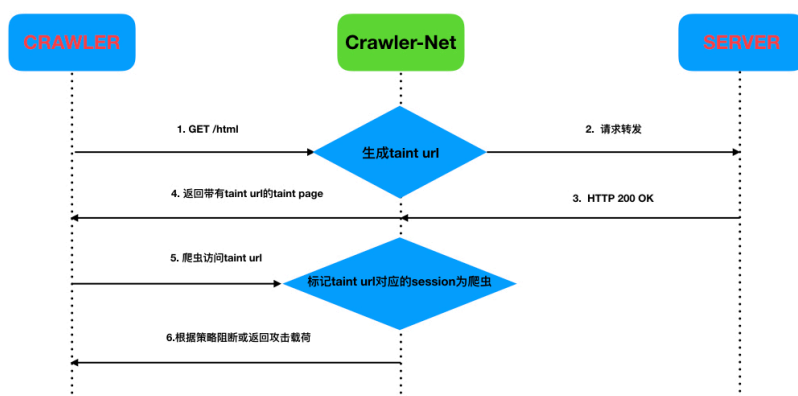 CRAWLER
Crawler-Net
SERVER
1. GET /html
生成taint url
2. 请求转发
4. 返回带有taint url的taint page
3. HTTP 200 OK
5. 爬虫访问taint url
标记taint url对应的session为爬虫
6.根据策略阻断或返回攻击载荷